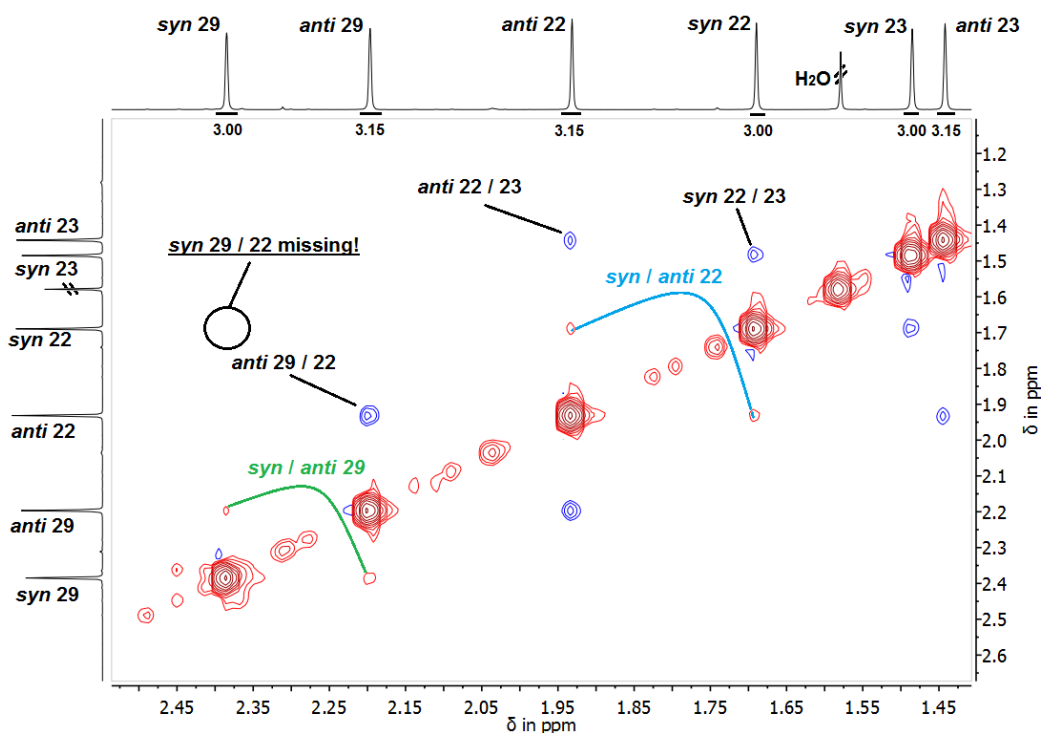 syn 29
anti 29
anti 22
syn 22
syn 23
anti 23
H2O
3.00
3.15
3.15
3.00
3.00
3.15
anti 23
syn 23
syn 22
anti 22
anti 29
syn 29
anti 22 / 23
syn 22 / 23
syn 29 / 22 missing!
syn / anti 22
anti 29 / 22
syn / anti 29
1.2
1.3
1.4
1.5
1.6
1.7
1.8
1.9
2.0
2.1
2.2
2.3
2.4
2.5
2.6
δ in ppm
2.45
2.35
2.25
2.15
2.05
1.95
1.85
1.75
1.65
1.55
1.45
δ in ppm